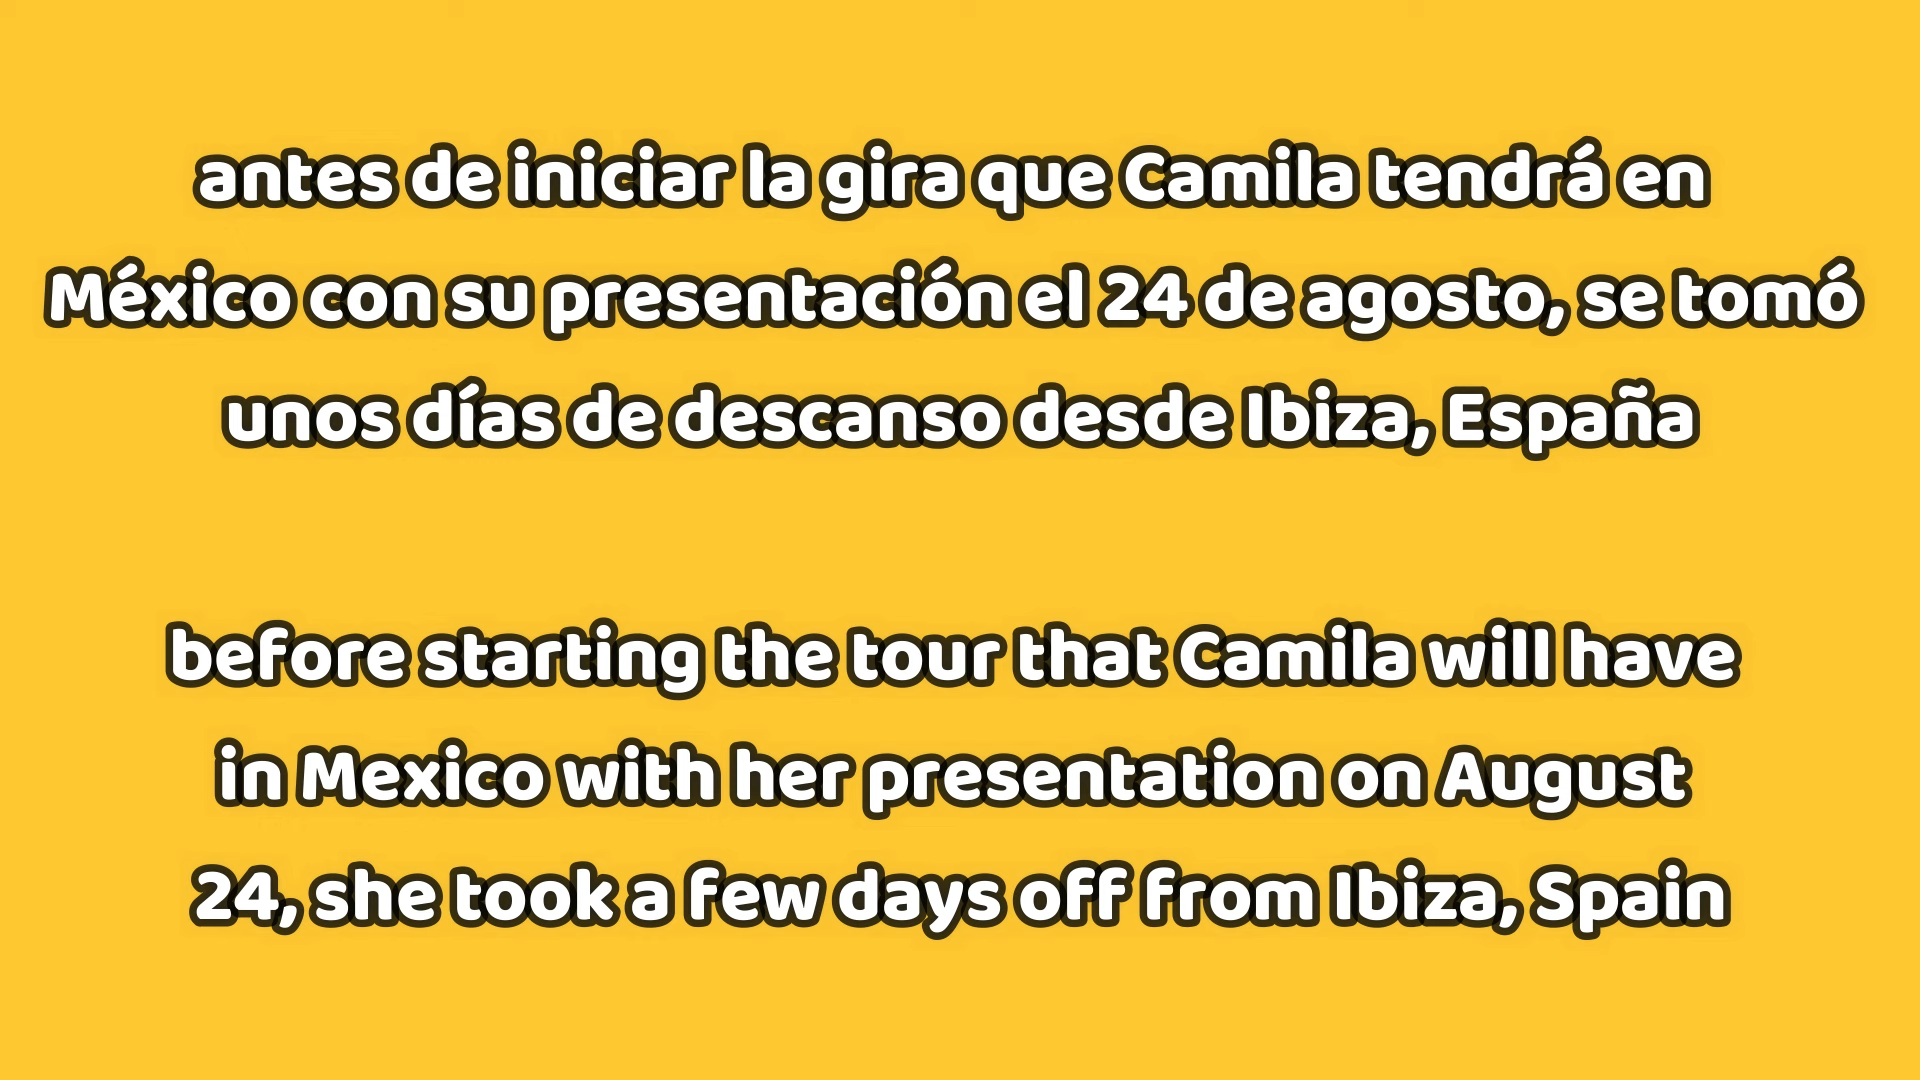 antes de iniciar la gira que Camila tendrá en
México con su presentación el 24 de agosto, se tomó
unos días de descanso desde Ibiza, España
before starting the tour that Camila will have
in Mexico with her presentation on August
24, she took a few days off from Ibiza, Spain